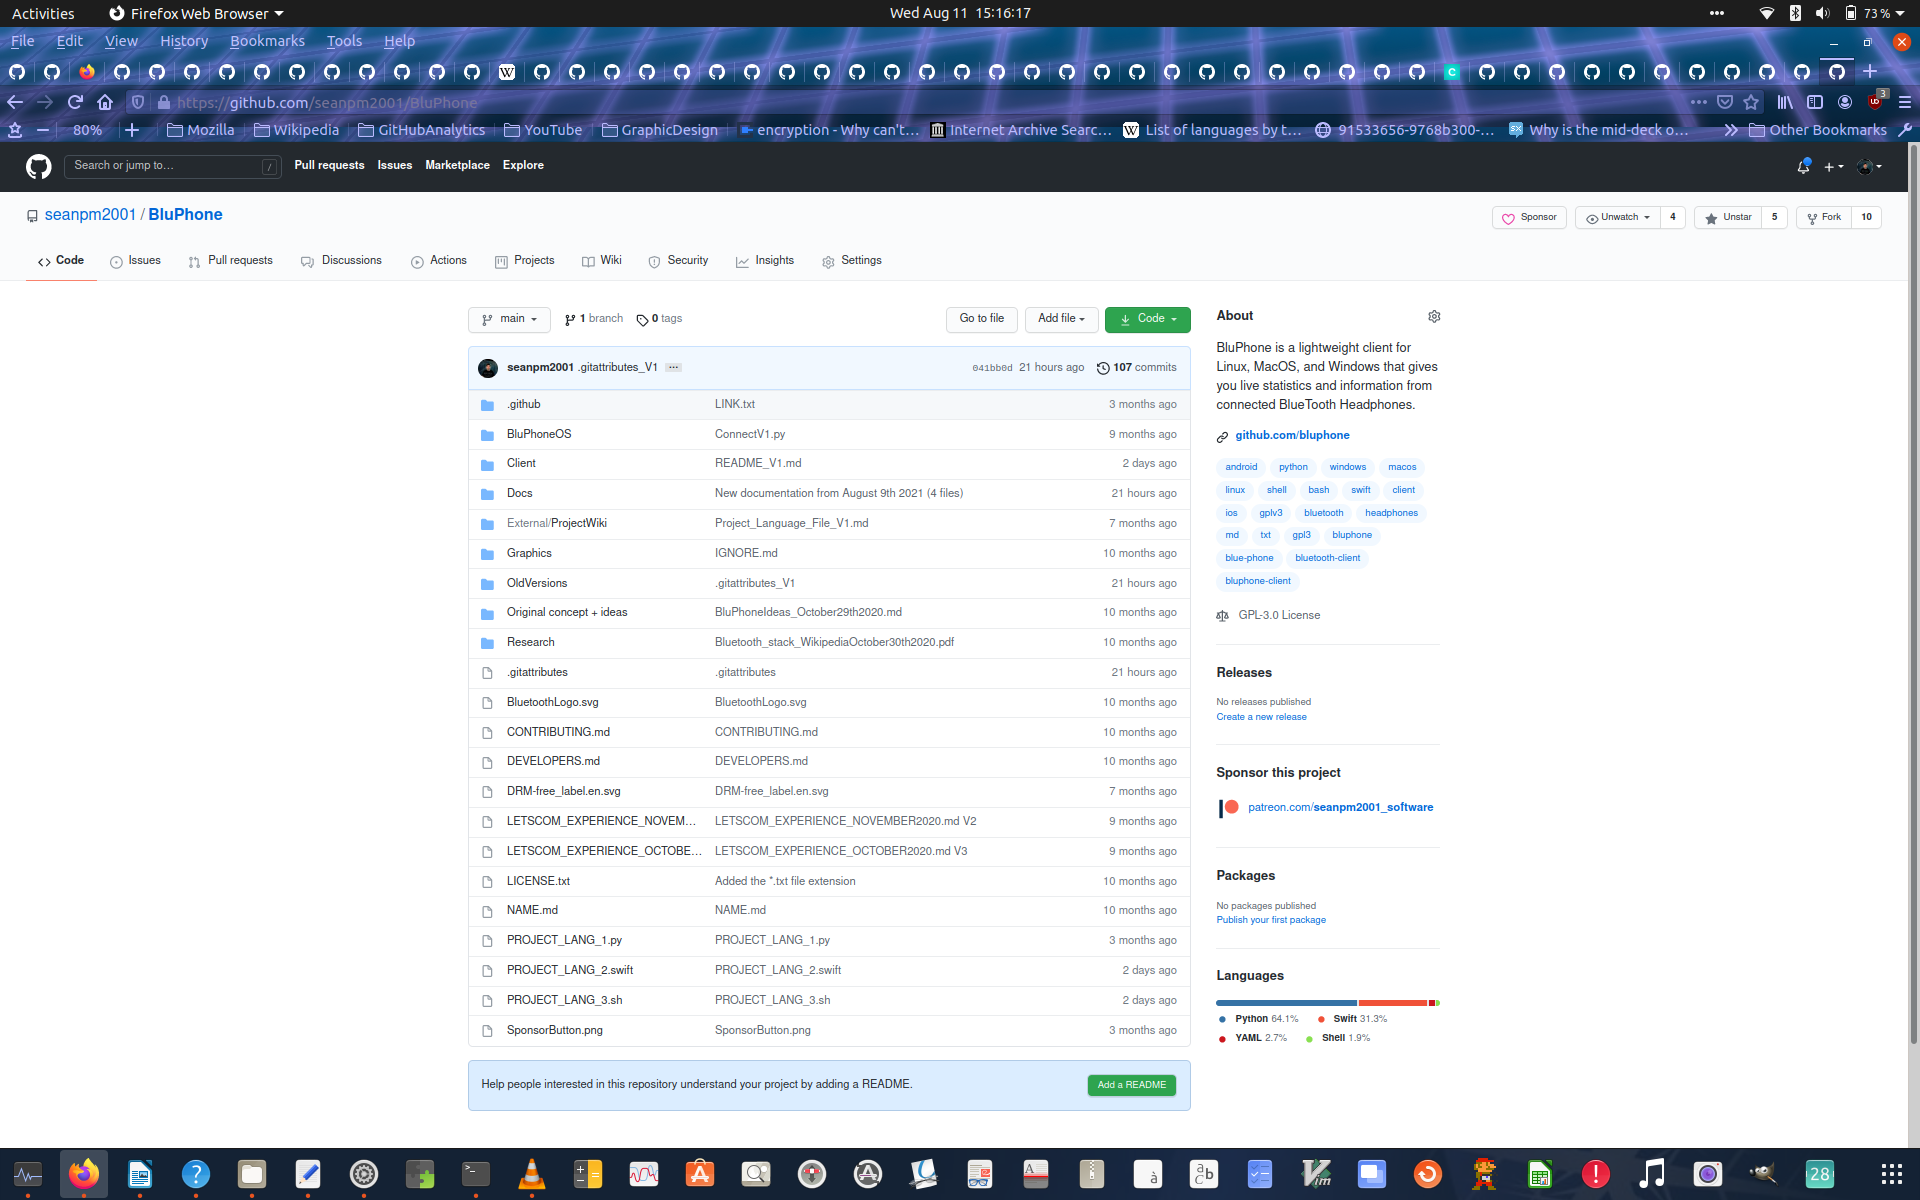 Activities Firefox Web Browser Wed Aug 11 15:16:17 73 %
File Edit View History Bookmarks Tools Help
https://github.com/seanpm2001/BluPhone 3
80% Mozilla Wikipedia GitHubAnalytics YouTube GraphicDesign encryption - Why can't… Internet Archive Searc… List of languages by t… 91533656-9768b300-… Why is the mid-deck o… Other Bookmarks
Search or jump to… / Pull requests Issues Marketplace Explore
seanpm2001 / BluPhone Sponsor Unwatch 4 Unstar 5 Fork 10
Code Issues Pull requests Discussions Actions Projects Wiki Security Insights Settings
main 1 branch 0 tags Go to file Add file Code
seanpm2001 .gitattributes_V1 ··· 041bb0d 21 hours ago 107 commits
.github LINK.txt 3 months ago
BluPhoneOS ConnectV1.py 9 months ago
Client README_V1.md 2 days ago
Docs New documentation from August 9th 2021 (4 files) 21 hours ago
External/ProjectWiki Project_Language_File_V1.md 7 months ago
Graphics IGNORE.md 10 months ago
OldVersions .gitattributes_V1 21 hours ago
Original concept + ideas BluPhoneIdeas_October29th2020.md 10 months ago
Research Bluetooth_stack_WikipediaOctober30th2020.pdf 10 months ago
.gitattributes .gitattributes 21 hours ago
BluetoothLogo.svg BluetoothLogo.svg 10 months ago
CONTRIBUTING.md CONTRIBUTING.md 10 months ago
DEVELOPERS.md DEVELOPERS.md 10 months ago
DRM-free_label.en.svg DRM-free_label.en.svg 7 months ago
LETSCOM_EXPERIENCE_NOVEM… LETSCOM_EXPERIENCE_NOVEMBER2020.md V2 9 months ago
LETSCOM_EXPERIENCE_OCTOBE… LETSCOM_EXPERIENCE_OCTOBER2020.md V3 9 months ago
LICENSE.txt Added the *.txt file extension 10 months ago
NAME.md NAME.md 10 months ago
PROJECT_LANG_1.py PROJECT_LANG_1.py 3 months ago
PROJECT_LANG_2.swift PROJECT_LANG_2.swift 2 days ago
PROJECT_LANG_3.sh PROJECT_LANG_3.sh 2 days ago
SponsorButton.png SponsorButton.png 3 months ago
Help people interested in this repository understand your project by adding a README. Add a README
About
BluPhone is a lightweight client for
Linux, MacOS, and Windows that gives
you live statistics and information from
connected BlueTooth Headphones.
github.com/bluphone
android python windows macos
linux shell bash swift client
ios gplv3 bluetooth headphones
md txt gpl3 bluphone
blue-phone bluetooth-client
bluphone-client
GPL-3.0 License
Releases
No releases published
Create a new release
Sponsor this project
patreon.com/seanpm2001_software
Packages
No packages published
Publish your first package
Languages
Python 64.1% Swift 31.3%
YAML 2.7% Shell 1.9%
28